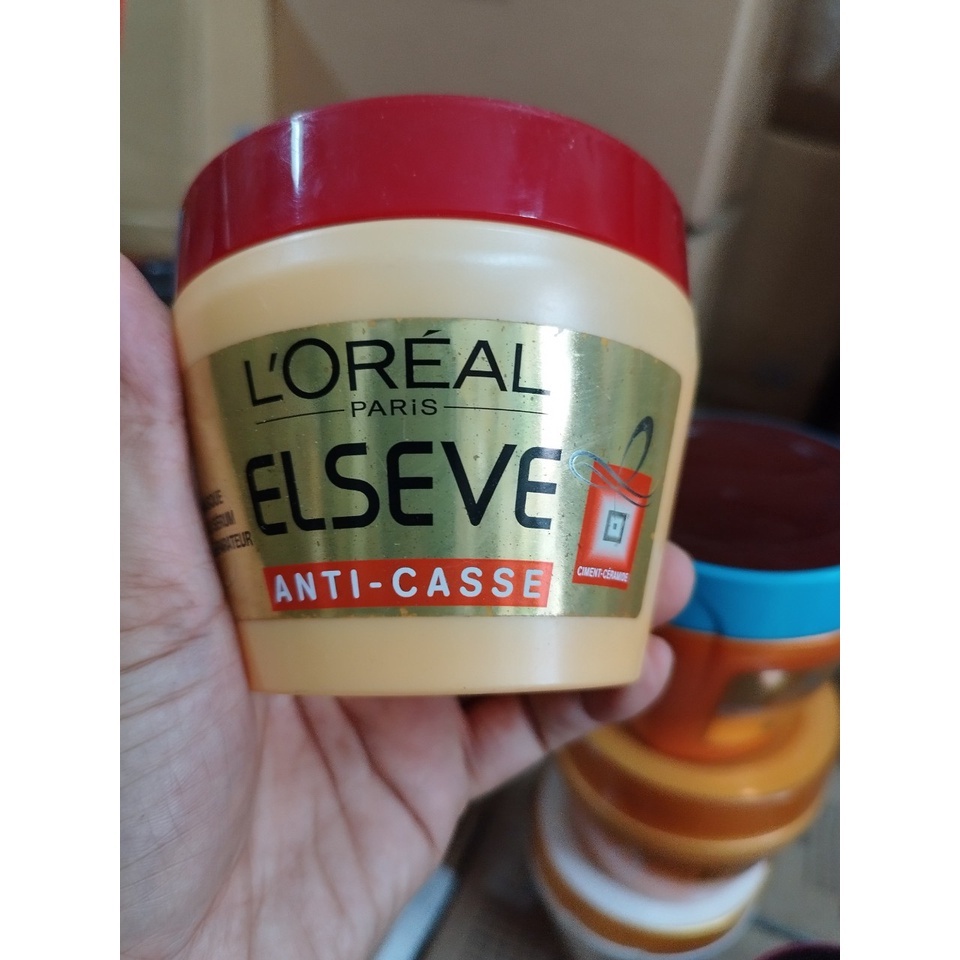 L'ORÉAL
PARiS
ELSEVE
ANTI-CASSE
CIMENT-CÉRAMIDE